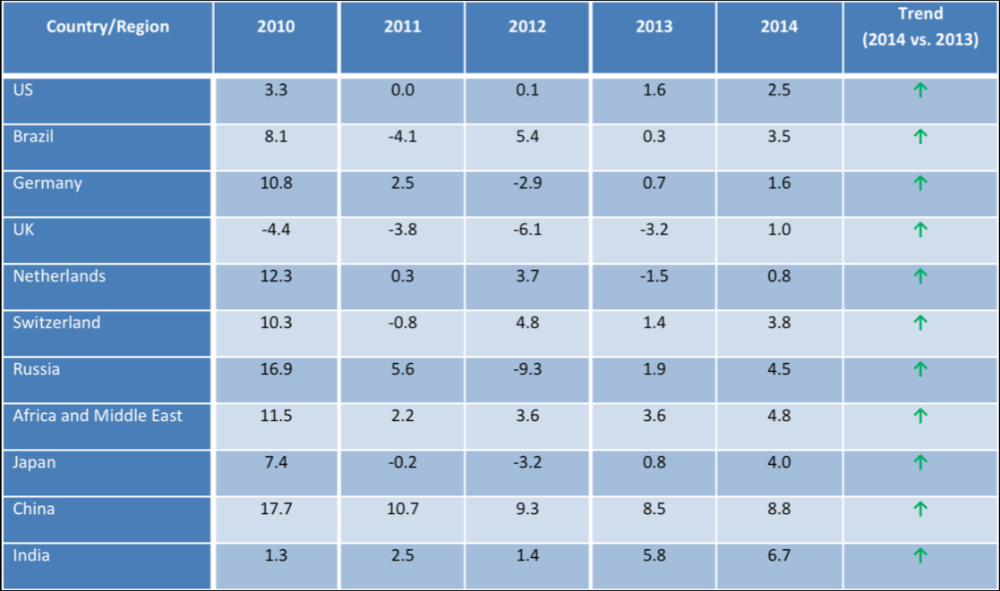 Country/Region 2010 2011 2012 2013 2014 Trend
(2014 vs. 2013)
US 3.3 0.0 0.1 1.6 2.5 ↑
Brazil 8.1 -4.1 5.4 0.3 3.5 ↑
Germany 10.8 2.5 -2.9 0.7 1.6 ↑
UK -4.4 -3.8 -6.1 -3.2 1.0 ↑
Netherlands 12.3 0.3 3.7 -1.5 0.8 ↑
Switzerland 10.3 -0.8 4.8 1.4 3.8 ↑
Russia 16.9 5.6 -9.3 1.9 4.5 ↑
Africa and Middle East 11.5 2.2 3.6 3.6 4.8 ↑
Japan 7.4 -0.2 -3.2 0.8 4.0 ↑
China 17.7 10.7 9.3 8.5 8.8 ↑
India 1.3 2.5 1.4 5.8 6.7 ↑